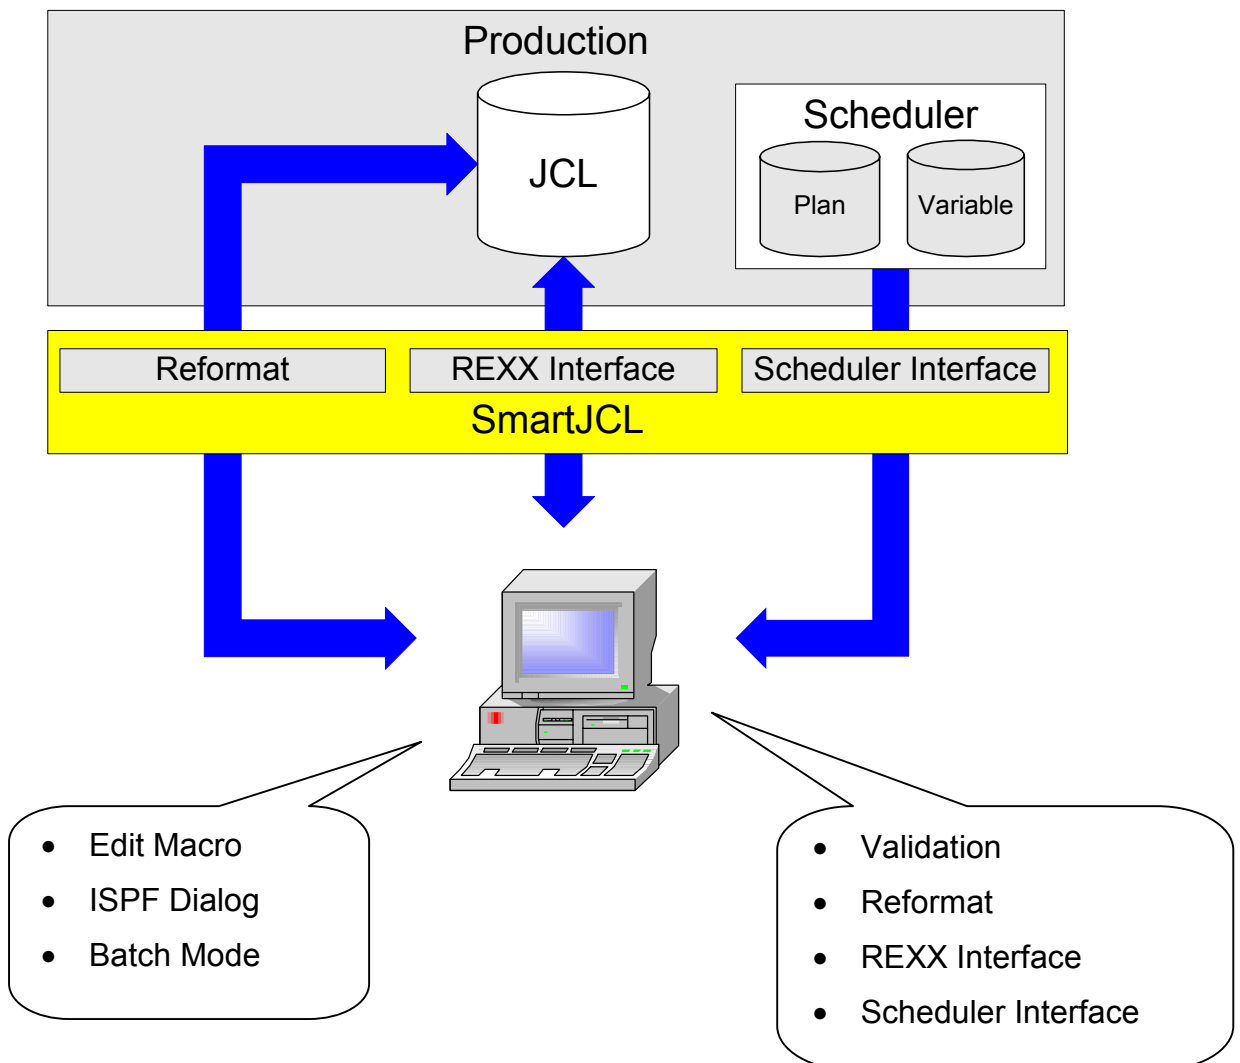 Production
JCL
Scheduler
Plan
Variable
Reformat
REXX Interface
Scheduler Interface
SmartJCL
• Edit Macro
• ISPF Dialog
• Batch Mode
• Validation
• Reformat
• REXX Interface
• Scheduler Interface